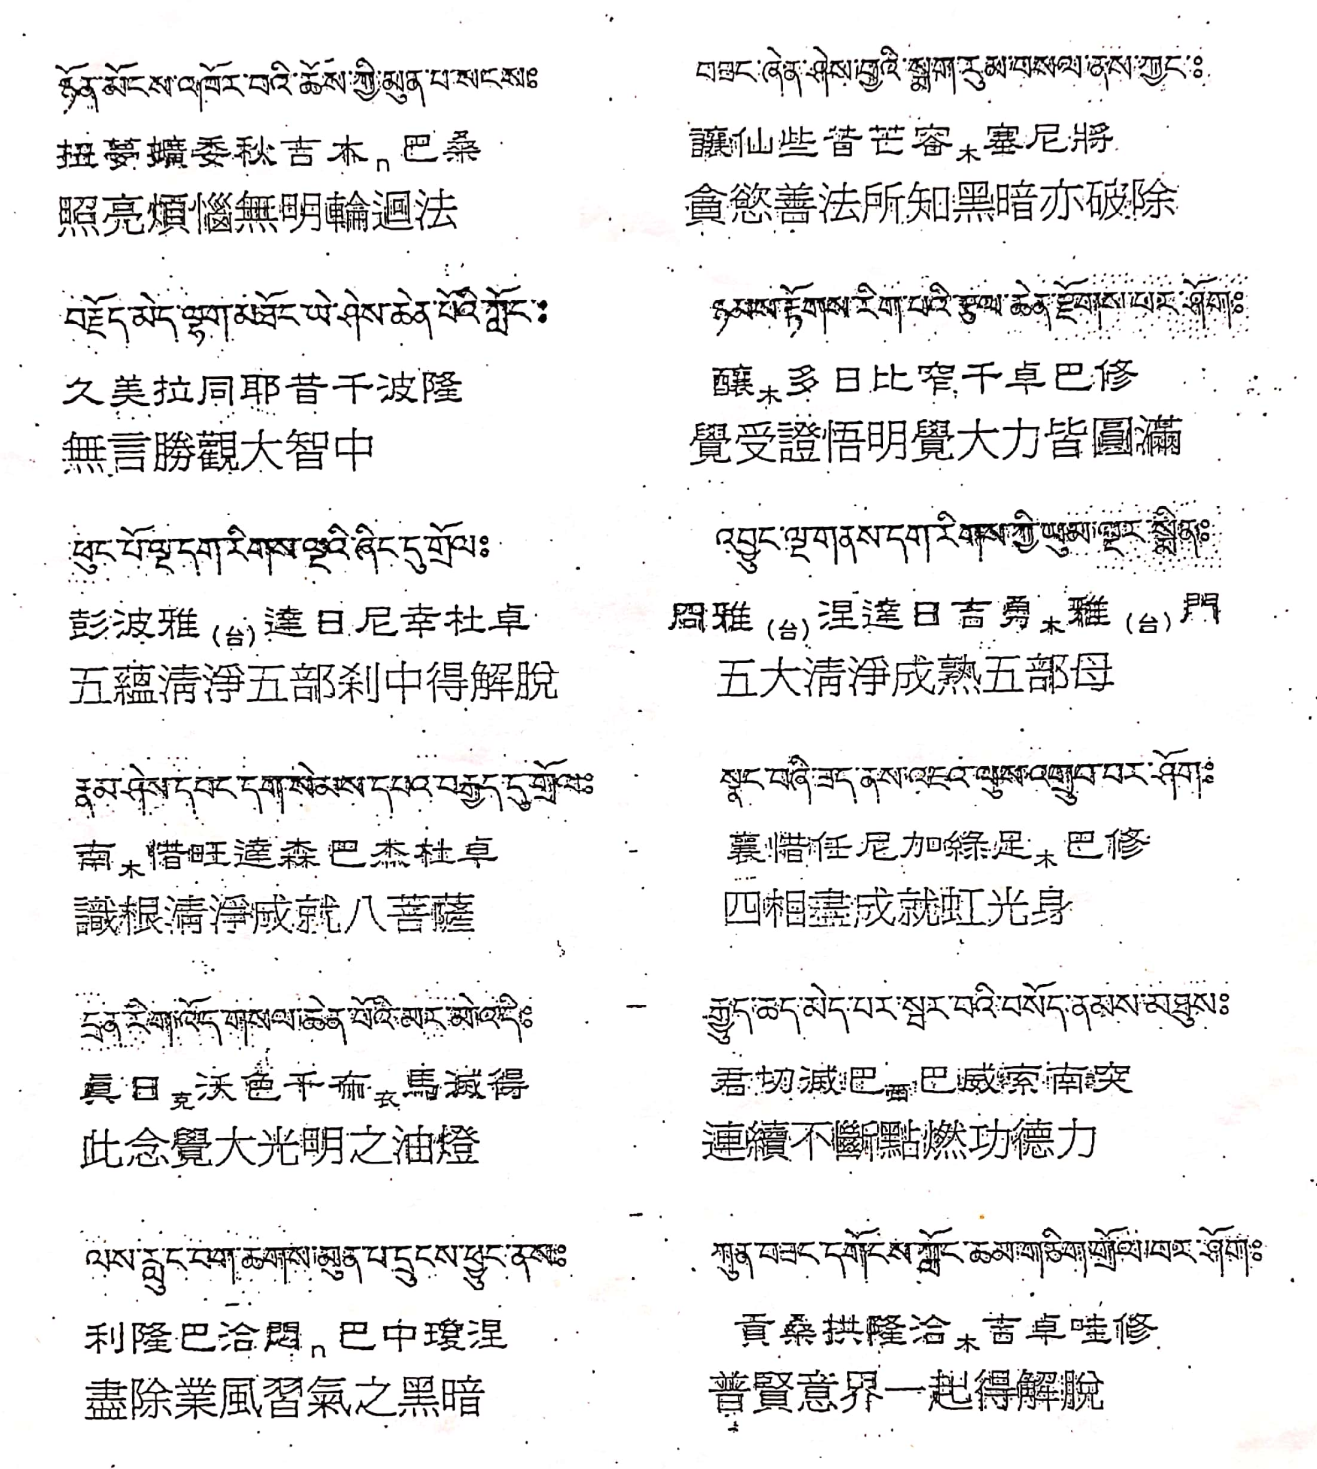 ཉོན་མོངས་འཁོར་བའི་ཆོས་ཀྱི་མུན་པ་སངས༔
扭夢嬤委秋吉木n巴桑
照亮煩惱無明輪迴法
བཟང་ཞེན་ཤེས་བྱའི་སྨག་རུམ་བསལ་ནས་ཀྱང་༔
讓仙些昔芒容木塞尼將
貪慾善法所知黑暗亦破除
བརྗོད་མེད་ལྷག་མཐོང་ཡེ་ཤེས་ཆེན་པོའི་ཀློང་༔
久美拉同耶昔千波隆
無言勝觀大智中
ཉམས་རྟོགས་རིག་པའི་རྩལ་ཆེན་རྫོགས་པར་ཤོག༔
釀木多日比窄千卓巴修
覺受證悟明覺大力皆圓滿
ཕུང་པོ་ལྔ་དག་རིགས་ལྔའི་ཞིང་དུ་གྲོལ༔
彭波雅(台)達日尼幸杜卓
五蘊清淨五部剎中得解脫
འབྱུང་ལྔ་གནས་དག་རིགས་ཀྱི་ཡུམ་ལྔར་སྨིན༔
雅(台)涅達日吉勇木雅(台)門
五大清淨成熟五部母
རྣམ་ཤེས་དབང་དག་སེམས་དཔའ་བརྒྱད་དུ་གྲོལ༔
南木惜旺達森巴杰杜卓
識根清淨成就八菩薩
སྣང་བཞི་ཟད་ནས་འཇའ་ལུས་འགྲུབ་པར་ཤོག༔
襄惜任尼加綠足木巴修
四相盡成就虹光身
དྲན་རིག་འོད་གསལ་ཆེན་པོའི་མར་མེ་འདི༔
真日克沃色千布衣馬滅得
此念覺大光明之油燈
རྒྱུད་ཆད་མེད་པར་སྦར་བའི་བསོད་ནམས་མཐུས༔
君切滅巴爾巴威索南突
連續不斷點燃功德力
ལས་རླུང་བག་ཆགས་མུན་པ་དྲུངས་ཕྱུང་ནས༔
利隆巴洽悶n巴中瓊涅
盡除業風習氣之黑暗
ཀུན་བཟང་དགོངས་ཀློང་ཆམ་གཅིག་གྲོལ་བར་ཤོག༔
貢桑拱隆洽木吉卓哇修
普賢意界一起得解脫